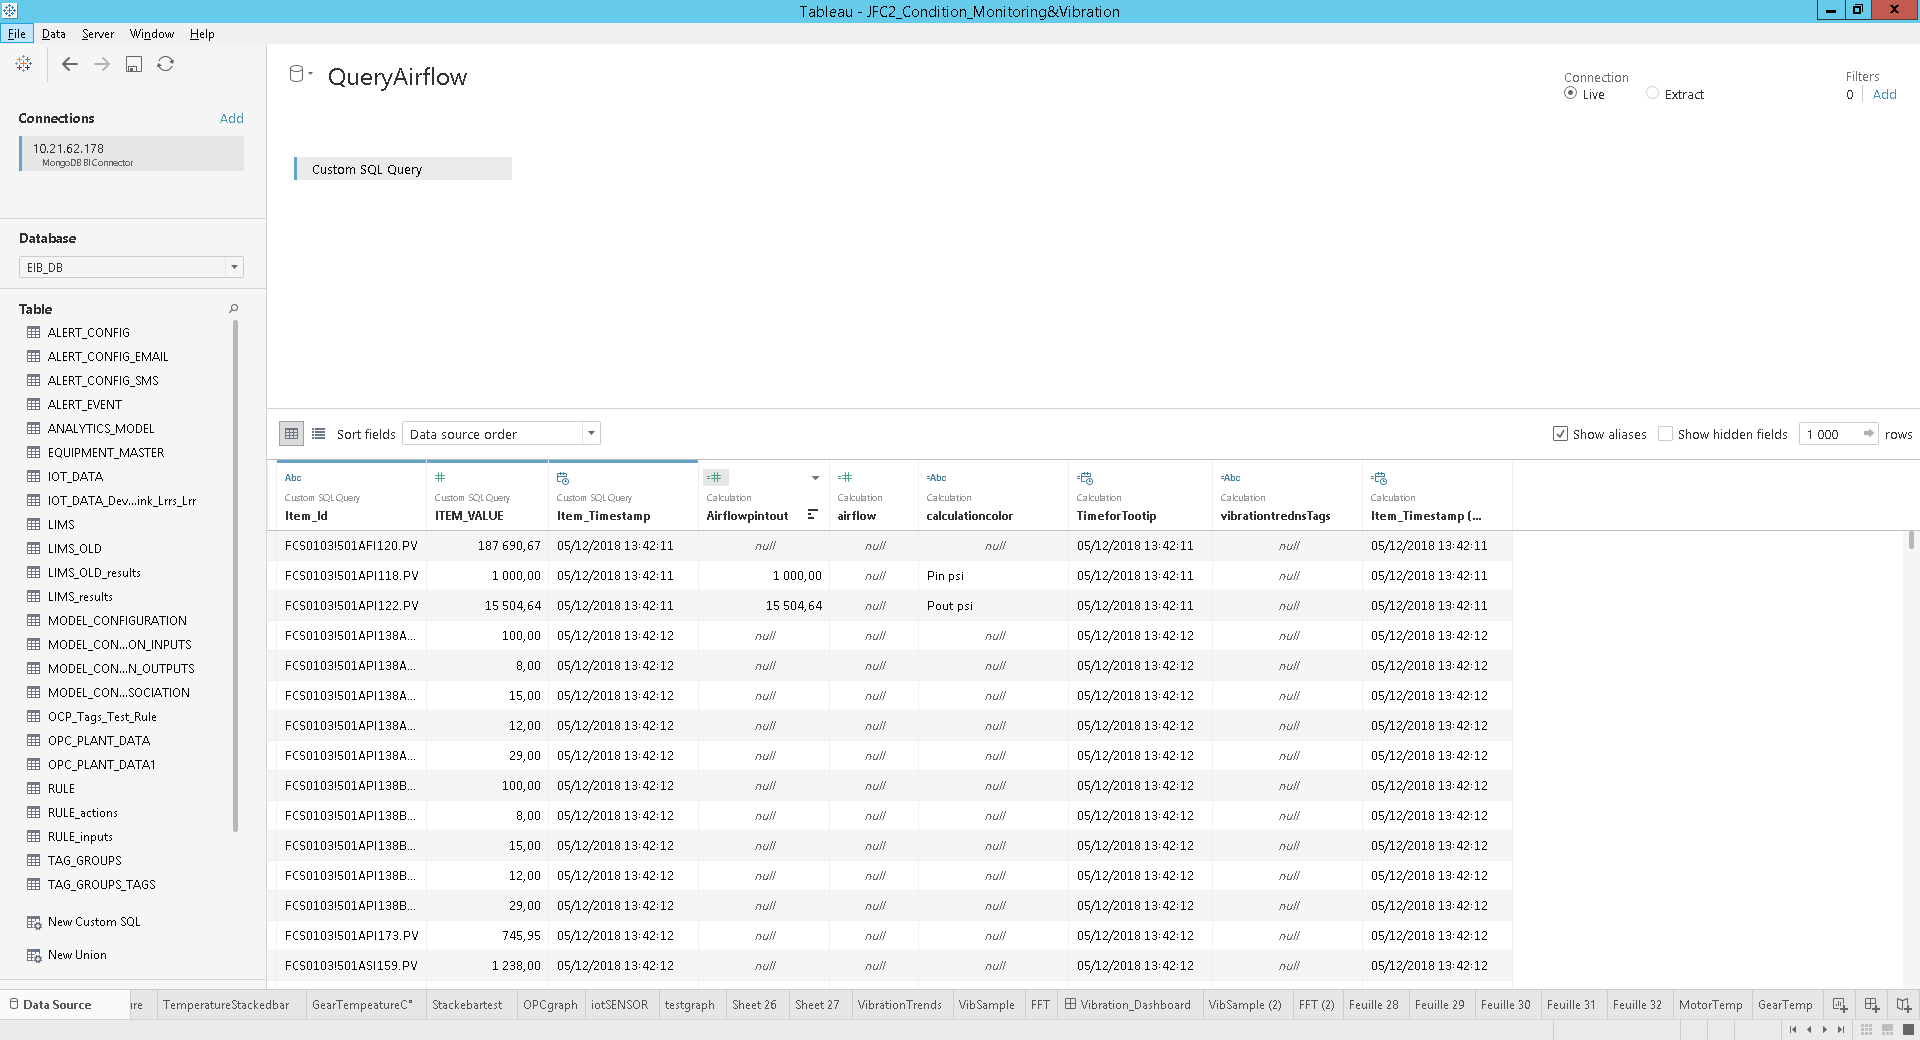 Tableau - JFC2_Condition_Monitoring&Vibration
File Data Server Window Help
Connections Add
10.21.62.178
MongoDB BI Connector
Database
EIB_DB
Table
ALERT_CONFIG
ALERT_CONFIG_EMAIL
ALERT_CONFIG_SMS
ALERT_EVENT
ANALYTICS_MODEL
EQUIPMENT_MASTER
IOT_DATA
IOT_DATA_Dev...ink_Lrrs_Lrr
LIMS
LIMS_OLD
LIMS_OLD_results
LIMS_results
MODEL_CONFIGURATION
MODEL_CON...ON_INPUTS
MODEL_CON...N_OUTPUTS
MODEL_CON...SOCIATION
OCP_Tags_Test_Rule
OPC_PLANT_DATA
OPC_PLANT_DATA1
RULE
RULE_actions
RULE_inputs
TAG_GROUPS
TAG_GROUPS_TAGS
New Custom SQL
New Union
QueryAirflow
Connection
Live Extract
Filters
0 Add
Custom SQL Query
Sort fields Data source order Show aliases Show hidden fields 1 000 rows
Abc # =# =# =Abc =Abc
Custom SQL Query Custom SQL Query Custom SQL Query Calculation Calculation Calculation Calculation Calculation Calculation
Item_Id ITEM_VALUE Item_Timestamp Airflowpintout airflow calculationcolor TimeforTootip vibrationtrednsTags Item_Timestamp (...
FCS0103!501AFI120.PV 187 690,67 05/12/2018 13:42:11 null null null 05/12/2018 13:42:11 null 05/12/2018 13:42:11
FCS0103!501API118.PV 1 000,00 05/12/2018 13:42:11 1 000,00 null Pin psi 05/12/2018 13:42:11 null 05/12/2018 13:42:11
FCS0103!501API122.PV 15 504,64 05/12/2018 13:42:11 15 504,64 null Pout psi 05/12/2018 13:42:11 null 05/12/2018 13:42:11
FCS0103!501API138A... 100,00 05/12/2018 13:42:12 null null null 05/12/2018 13:42:12 null 05/12/2018 13:42:12
FCS0103!501API138A... 8,00 05/12/2018 13:42:12 null null null 05/12/2018 13:42:12 null 05/12/2018 13:42:12
FCS0103!501API138A... 15,00 05/12/2018 13:42:12 null null null 05/12/2018 13:42:12 null 05/12/2018 13:42:12
FCS0103!501API138A... 12,00 05/12/2018 13:42:12 null null null 05/12/2018 13:42:12 null 05/12/2018 13:42:12
FCS0103!501API138A... 29,00 05/12/2018 13:42:12 null null null 05/12/2018 13:42:12 null 05/12/2018 13:42:12
FCS0103!501API138B... 100,00 05/12/2018 13:42:12 null null null 05/12/2018 13:42:12 null 05/12/2018 13:42:12
FCS0103!501API138B... 8,00 05/12/2018 13:42:12 null null null 05/12/2018 13:42:12 null 05/12/2018 13:42:12
FCS0103!501API138B... 15,00 05/12/2018 13:42:12 null null null 05/12/2018 13:42:12 null 05/12/2018 13:42:12
FCS0103!501API138B... 12,00 05/12/2018 13:42:12 null null null 05/12/2018 13:42:12 null 05/12/2018 13:42:12
FCS0103!501API138B... 29,00 05/12/2018 13:42:12 null null null 05/12/2018 13:42:12 null 05/12/2018 13:42:12
FCS0103!501API173.PV 745,95 05/12/2018 13:42:12 null null null 05/12/2018 13:42:12 null 05/12/2018 13:42:12
FCS0103!501ASI159.PV 1 238,00 05/12/2018 13:42:12 null null null 05/12/2018 13:42:12 null 05/12/2018 13:42:12
Data Source re TemperatureStackedbar GearTempeatureC° Stackebartest OPCgraph iotSENSOR testgraph Sheet 26 Sheet 27 VibrationTrends VibSample FFT Vibration_Dashboard VibSample (2) FFT (2) Feuille 28 Feuille 29 Feuille 30 Feuille 31 Feuille 32 MotorTemp GearTemp